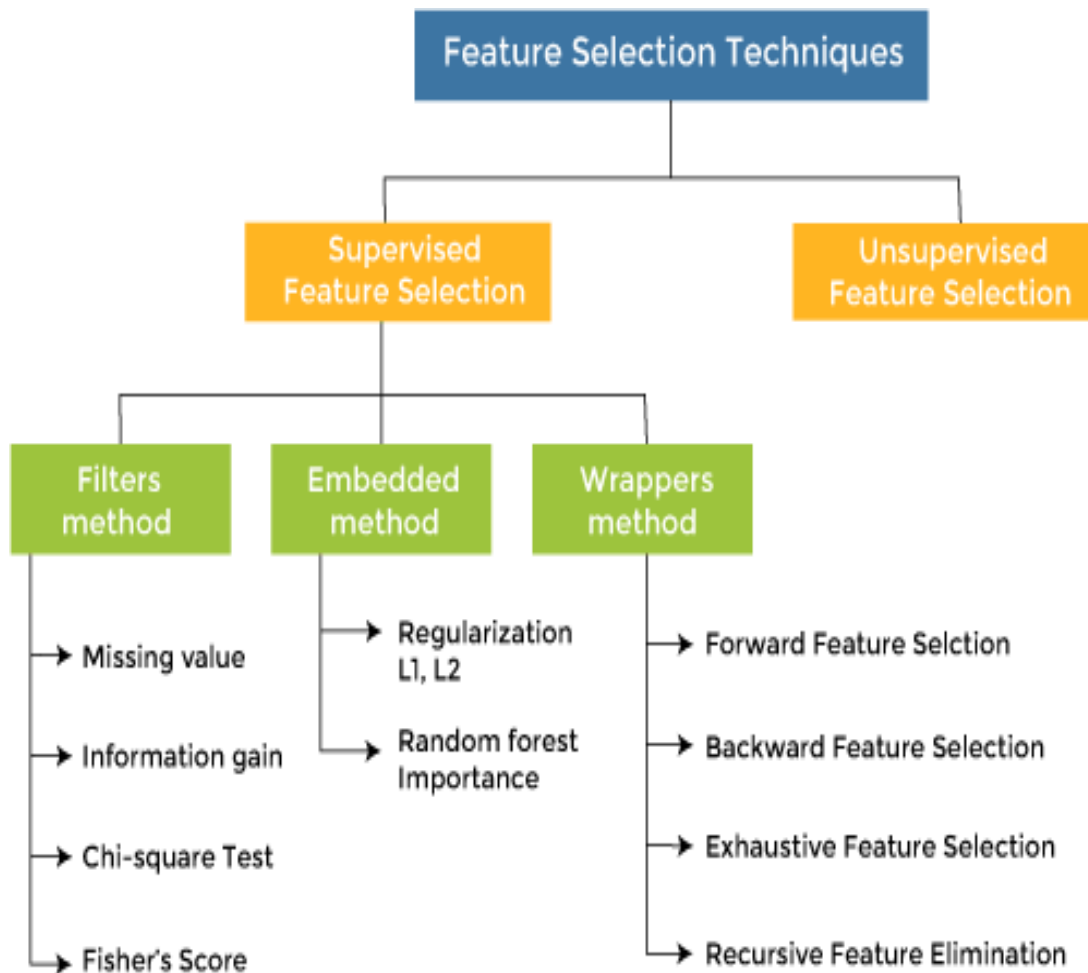 Feature Selection Techniques
Supervised
Feature Selection
Unsupervised
Feature Selection
Filters
method
Embedded
method
Wrappers
method
Missing value
Information gain
Chi-square Test
Fisher's Score
Regularization
L1, L2
Random forest
Importance
Forward Feature Selction
Backward Feature Selection
Exhaustive Feature Selection
Recursive Feature Elimination